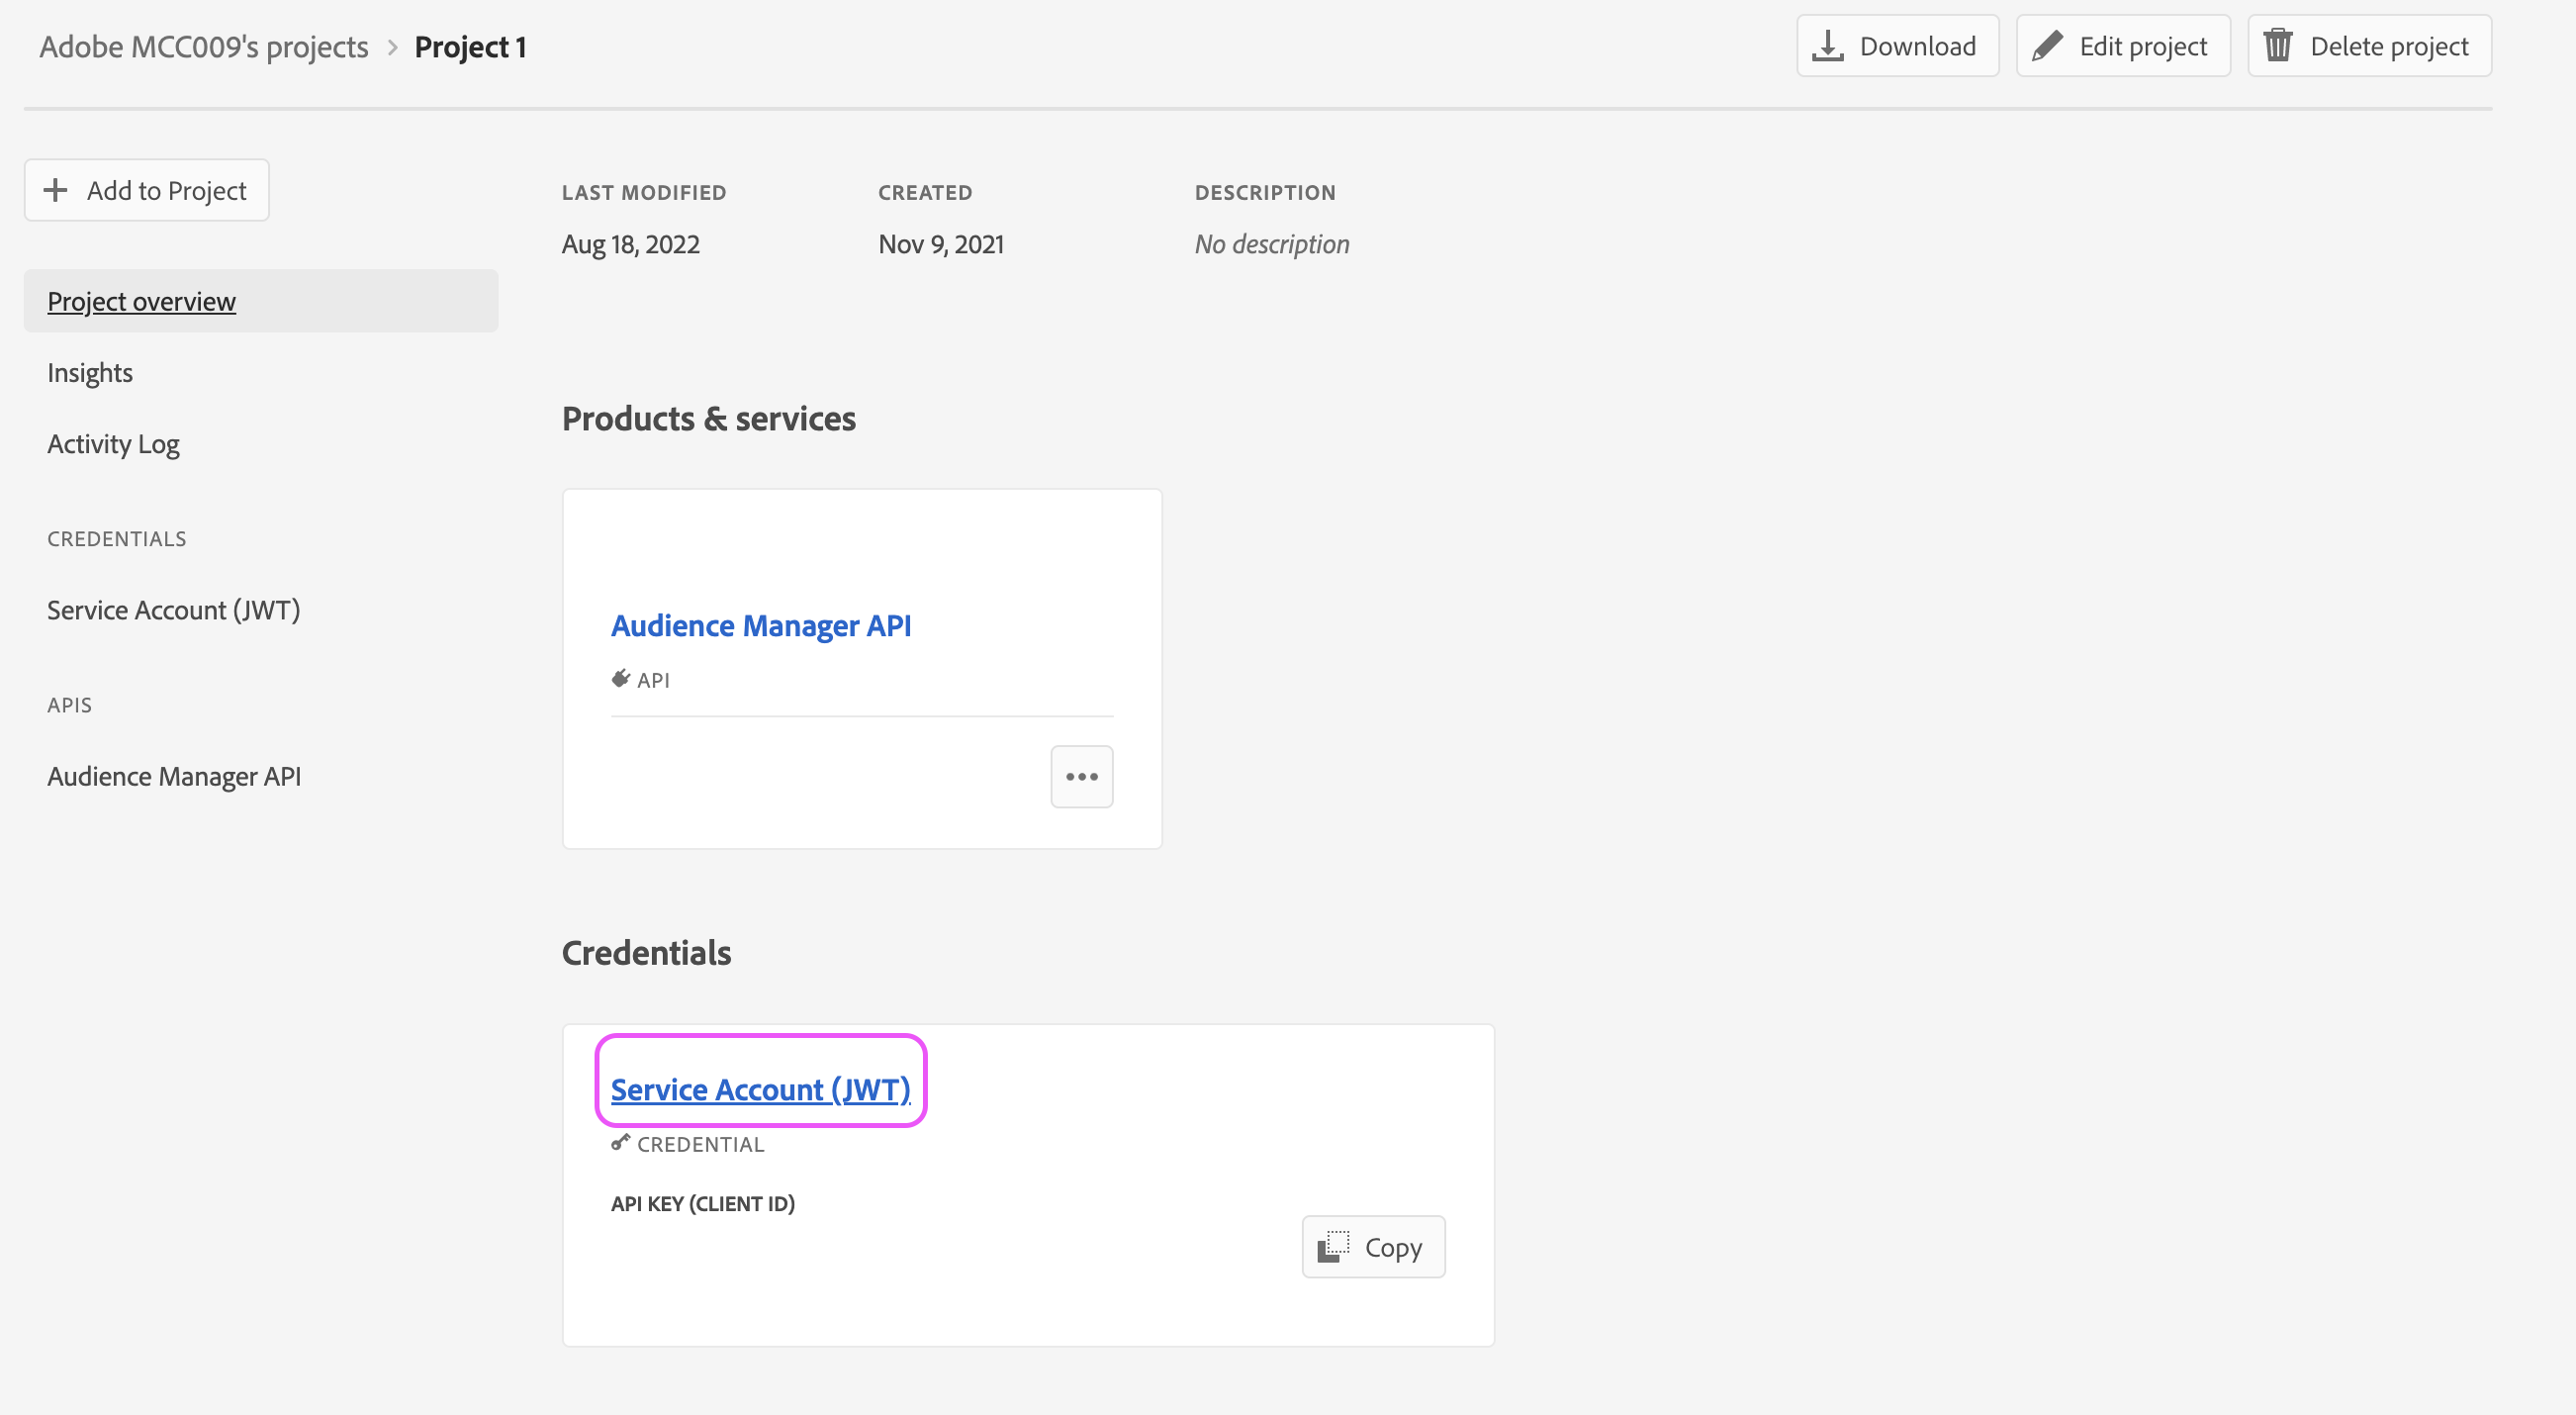 Adobe MCC009's projects > Project 1
Download
Edit project
Delete project
Add to Project
Project overview
Insights
Activity Log
CREDENTIALS
Service Account (JWT)
APIS
Audience Manager API
LAST MODIFIED
Aug 18, 2022
CREATED
Nov 9, 2021
DESCRIPTION
No description
Products & services
Audience Manager API
API
Credentials
Service Account (JWT)
CREDENTIAL
API KEY (CLIENT ID)
Copy